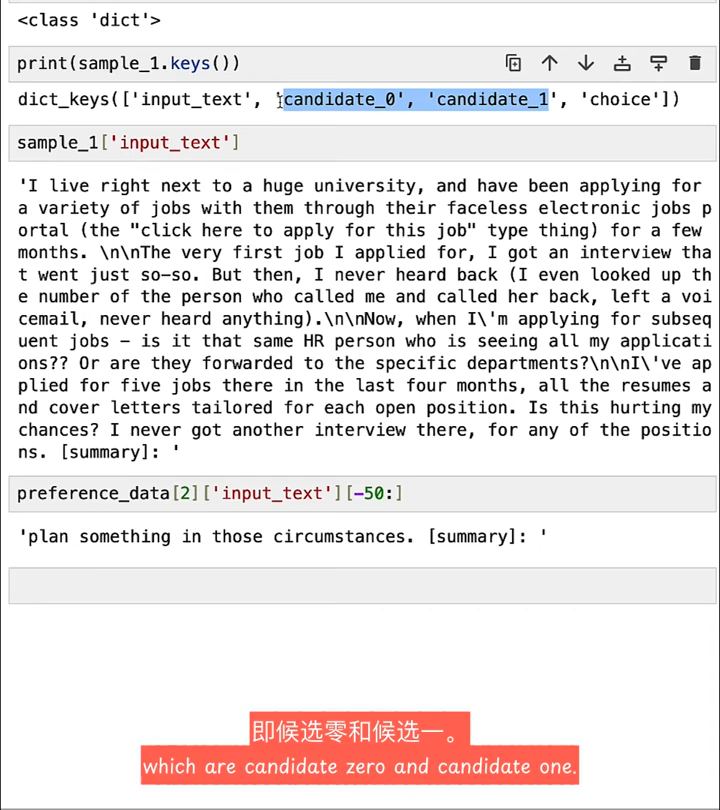 <class 'dict'>
print(sample_1.keys())
dict_keys(['input_text', 'candidate_0', 'candidate_1', 'choice'])
sample_1['input_text']
'I live right next to a huge university, and have been applying for
a variety of jobs with them through their faceless electronic jobs p
ortal (the "click here to apply for this job" type thing) for a few
months. \n\nThe very first job I applied for, I got an interview tha
t went just so-so. But then, I never heard back (I even looked up th
e number of the person who called me and called her back, left a voi
cemail, never heard anything).\n\nNow, when I\'m applying for subseq
uent jobs – is it that same HR person who is seeing all my applicati
ons?? Or are they forwarded to the specific departments?\n\nI\'ve ap
plied for five jobs there in the last four months, all the resumes a
nd cover letters tailored for each open position. Is this hurting my
chances? I never got another interview there, for any of the positio
ns. [summary]: '
preference_data[2]['input_text'][-50:]
'plan something in those circumstances. [summary]: '
即候选零和候选一。
which are candidate zero and candidate one.